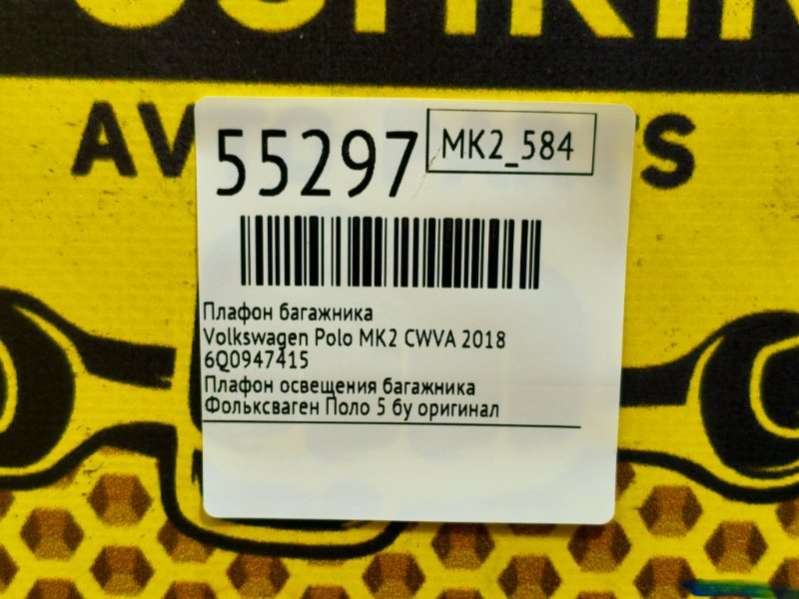 55297
MK2_584
Плафон багажника
Volkswagen Polo MK2 CWVA 2018
6Q0947415
Плафон освещения багажника
Фольксваген Поло 5 бу оригинал